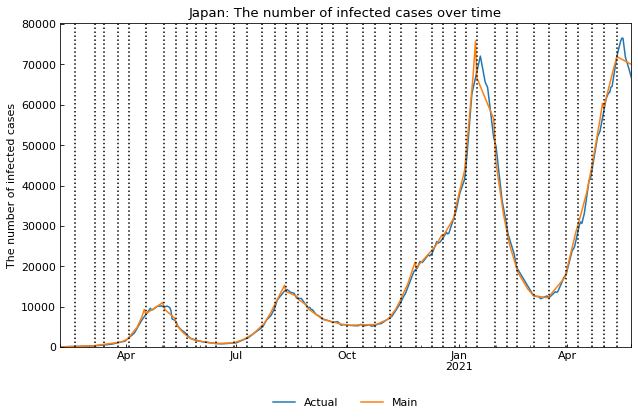 Japan: The number of infected cases over time
The number of infected cases
80000
70000
60000
50000
40000
30000
20000
10000
0
Apr Jul Oct Jan Apr
2021
Actual Main